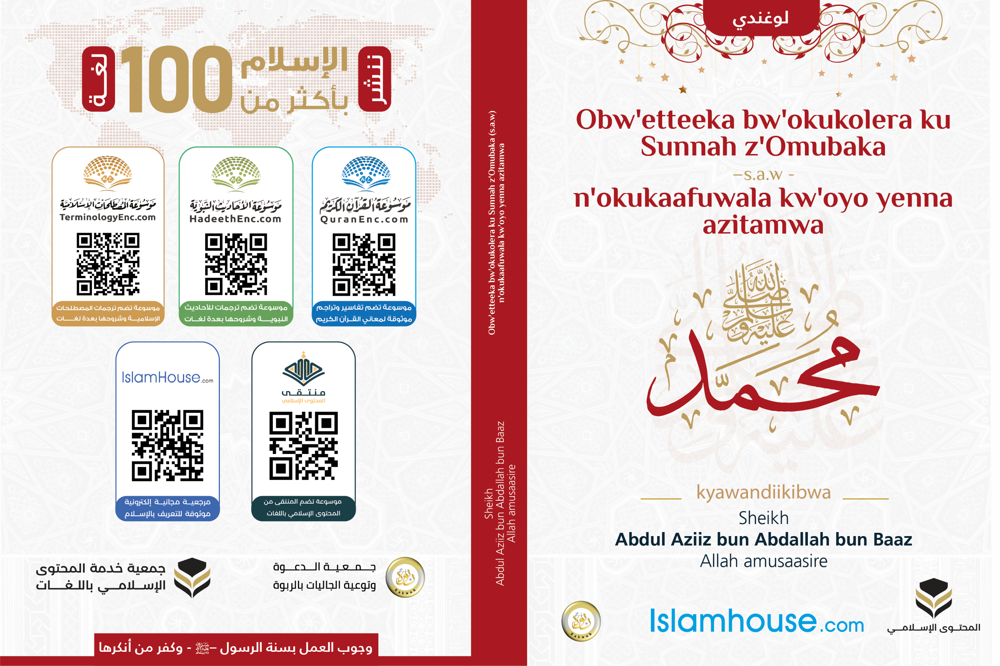 لوغندي
Obw'etteeka bw'okukolera ku
Sunnah z'Omubaka
–s.a.w -
n'okukaafuwala kw'oyo yenna
azitamwa
صلى الله عليه وسلم
محمد
kyawandiikibwa
Sheikh
Abdul Aziiz bun Abdallah bun Baaz
Allah amusaasire
Rabwah
Islamhouse.com
المحتوى الإسلامي
Obw'etteeka bw'okukolera ku Sunnah z'Omubaka (s.a.w)
n'okukaafuwala kw'oyo yenna azitamwa
Sheikh
Abdul Aziiz bun Abdallah bun Baaz
Allah amusaasire
ننشر
الإسلام
بأكثر من
100
لغة
موسوعة القرآن الكريم
QuranEnc.com
موسوعة تضم تفاسير وتراجم
موثوقة لمعاني القرآن الكريم
موسوعة الأحاديث النبوية
HadeethEnc.com
موسوعة تضم ترجمات للأحاديث
النبوية وشروحها بعدة لغات
موسوعة المصطلحات الإسلامية
TerminologyEnc.com
موسوعة تضم ترجمات المصطلحات
الإسلامية وشروحها بعدة لغات
منتقى
المحتوى الإسلامي
موسوعة تضم المنتقى من
المحتوى الإسلامي باللغات
IslamHouse.com
مرجعية مجانية إلكترونية
موثوقة للتعريف بالإسلام
جمعية الدعوة
وتوعية الجاليات بالربوة
Rabwah
جمعية خدمة المحتوى
الإسلامي باللغات
وجوب العمل بسنة الرسول –ﷺ - وكفر من أنكرها